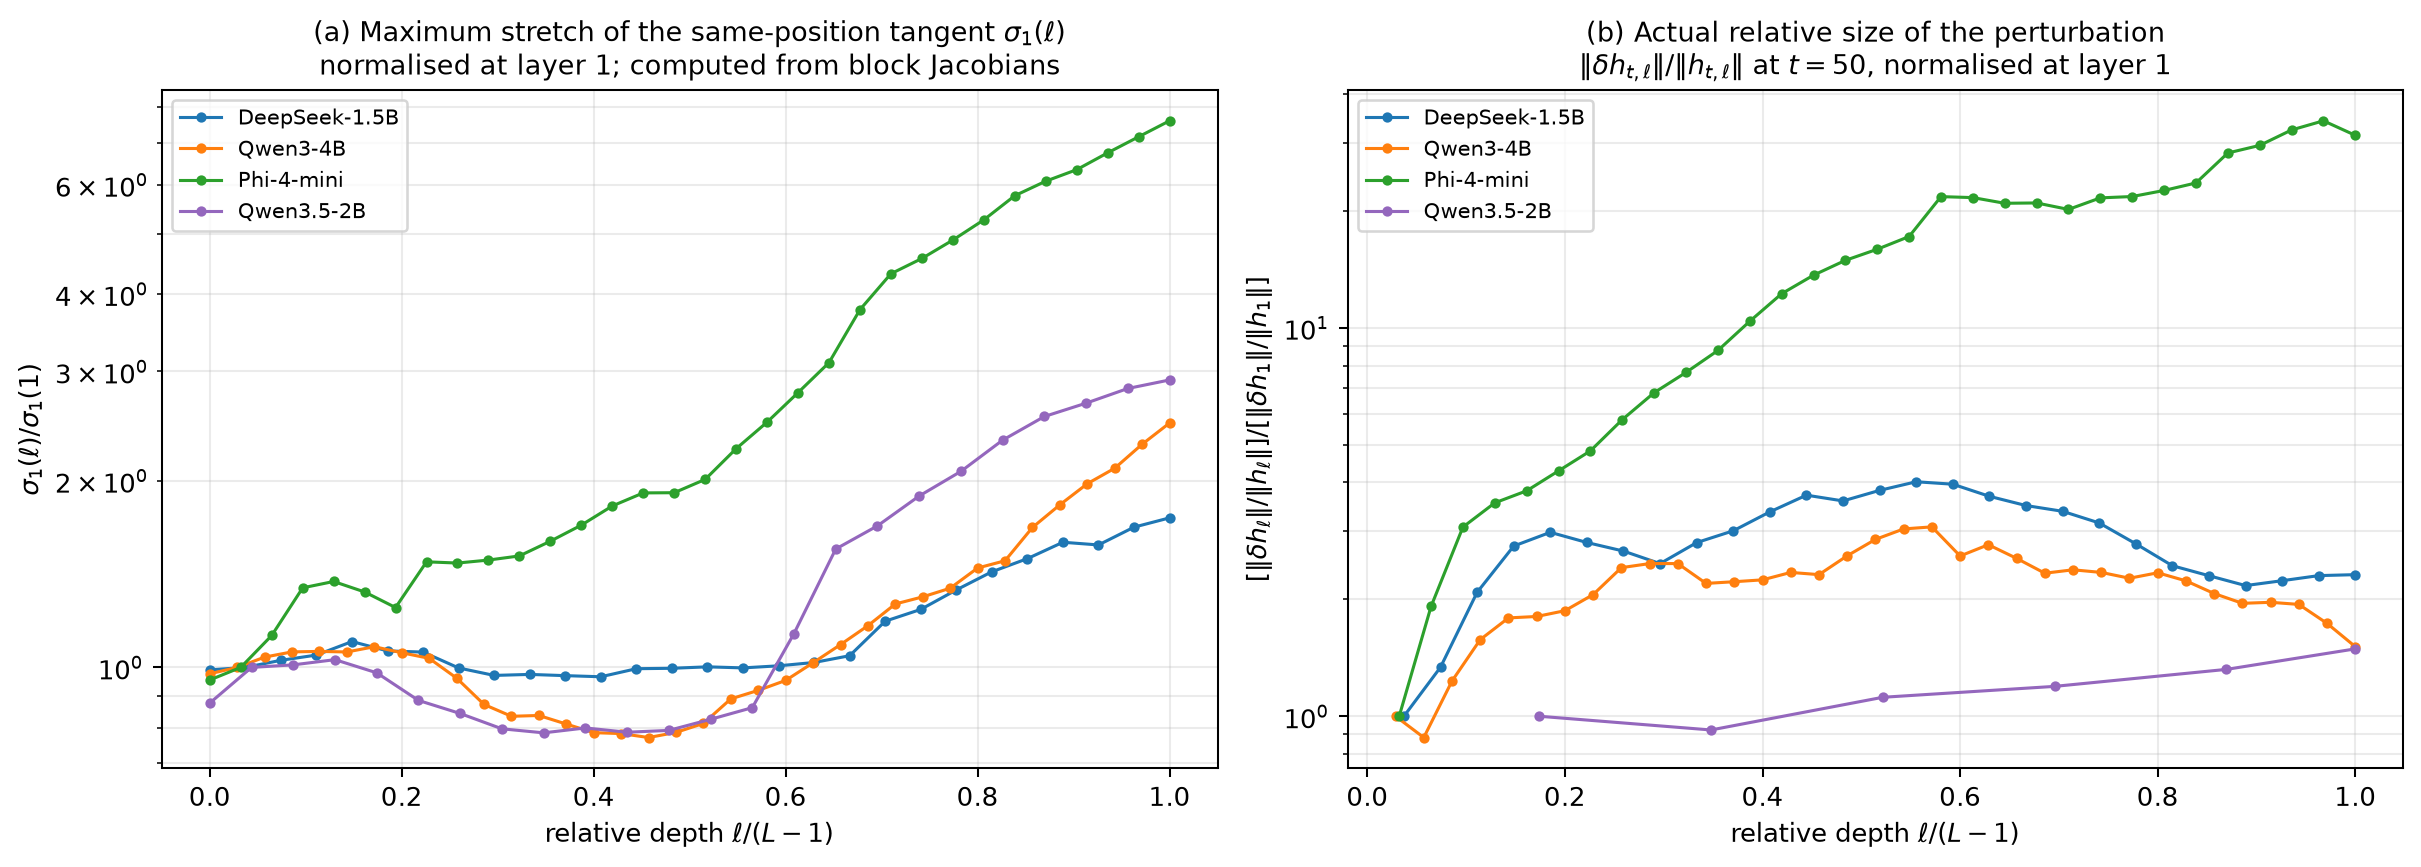 (a) Maximum stretch of the same-position tangent σ₁(ℓ)
normalised at layer 1; computed from block Jacobians
DeepSeek-1.5B
Qwen3-4B
Phi-4-mini
Qwen3.5-2B
6 × 10⁰
4 × 10⁰
3 × 10⁰
2 × 10⁰
10⁰
σ₁(ℓ)/σ₁(1)
0.0 0.2 0.4 0.6 0.8 1.0
relative depth ℓ/(L − 1)
(b) Actual relative size of the perturbation
‖δh_{t,ℓ}‖/‖h_{t,ℓ}‖ at t = 50, normalised at layer 1
DeepSeek-1.5B
Qwen3-4B
Phi-4-mini
Qwen3.5-2B
10¹
10⁰
[‖δh_ℓ‖/‖h_ℓ‖]/[‖δh₁‖/‖h₁‖]
0.0 0.2 0.4 0.6 0.8 1.0
relative depth ℓ/(L − 1)